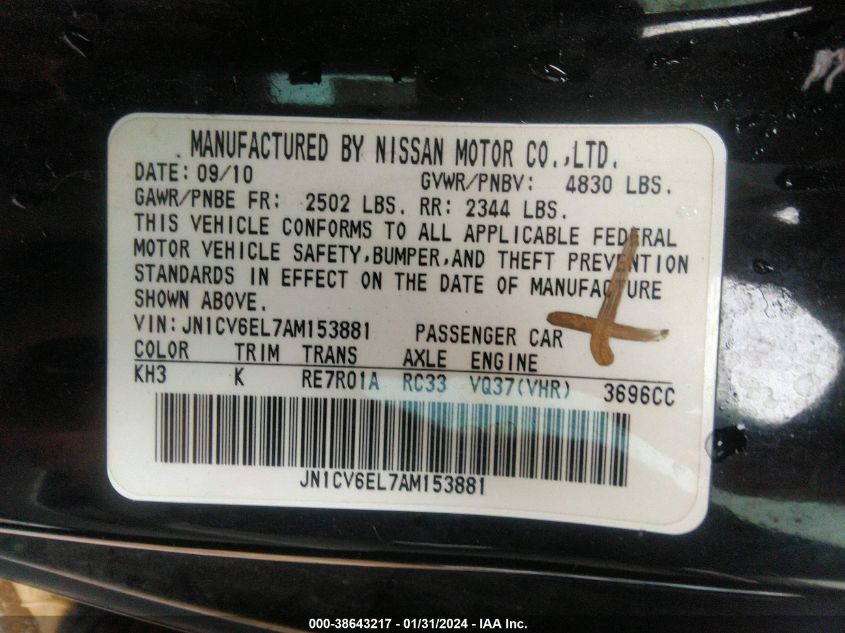 MANUFACTURED BY NISSAN MOTOR CO.,LTD.
DATE: 09/10 GVWR/PNBV: 4830 LBS.
GAWR/PNBE FR: 2502 LBS. RR: 2344 LBS.
THIS VEHICLE CONFORMS TO ALL APPLICABLE FEDERAL
MOTOR VEHICLE SAFETY,BUMPER,AND THEFT PREVENTION
STANDARDS IN EFFECT ON THE DATE OF MANUFACTURE
SHOWN ABOVE.
VIN:JN1CV6EL7AM153881 PASSENGER CAR
COLOR TRIM TRANS AXLE ENGINE
KH3 K RE7R01A RC33 VQ37(VHR) 3696CC
JN1CV6EL7AM153881
000-38643217 - 01/31/2024 - IAA Inc.